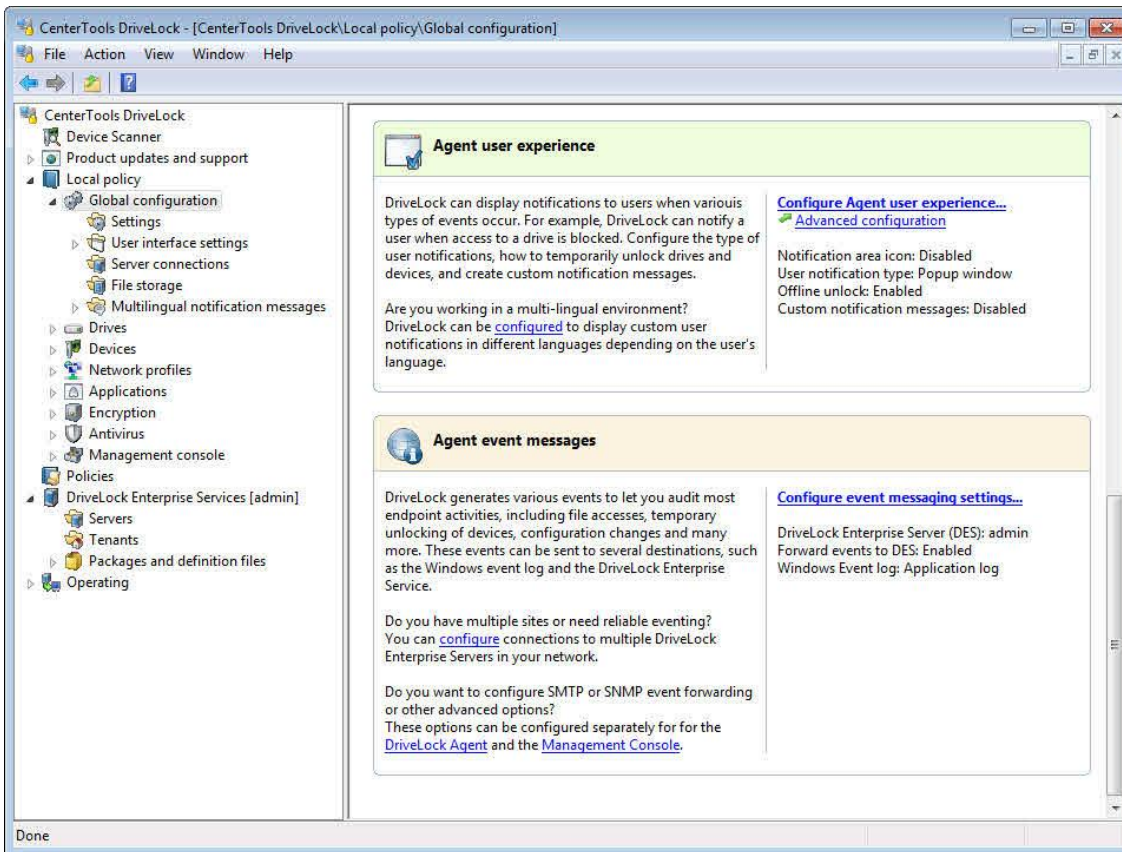 CenterTools DriveLock - [CenterTools DriveLock\Local policy\Global configuration]
File Action View Window Help
CenterTools DriveLock
Device Scanner
Product updates and support
Local policy
Global configuration
Settings
User interface settings
Server connections
File storage
Multilingual notification messages
Drives
Devices
Network profiles
Applications
Encryption
Antivirus
Management console
Policies
DriveLock Enterprise Services [admin]
Servers
Tenants
Packages and definition files
Operating
Agent user experience
DriveLock can display notifications to users when variouis
types of events occur. For example, DriveLock can notify a
user when access to a drive is blocked. Configure the type of
user notifications, how to temporarily unlock drives and
devices, and create custom notification messages.
Are you working in a multi-lingual environment?
DriveLock can be configured to display custom user
notifications in different languages depending on the user's
language.
Configure Agent user experience...
Advanced configuration
Notification area icon: Disabled
User notification type: Popup window
Offline unlock: Enabled
Custom notification messages: Disabled
Agent event messages
DriveLock generates various events to let you audit most
endpoint activities, including file accesses, temporary
unlocking of devices, configuration changes and many
more. These events can be sent to several destinations, such
as the Windows event log and the DriveLock Enterprise
Service.
Do you have multiple sites or need reliable eventing?
You can configure connections to multiple DriveLock
Enterprise Servers in your network.
Do you want to configure SMTP or SNMP event forwarding
or other advanced options?
These options can be configured separately for for the
DriveLock Agent and the Management Console.
Configure event messaging settings...
DriveLock Enterprise Server (DES): admin
Forward events to DES: Enabled
Windows Event log: Application log
Done